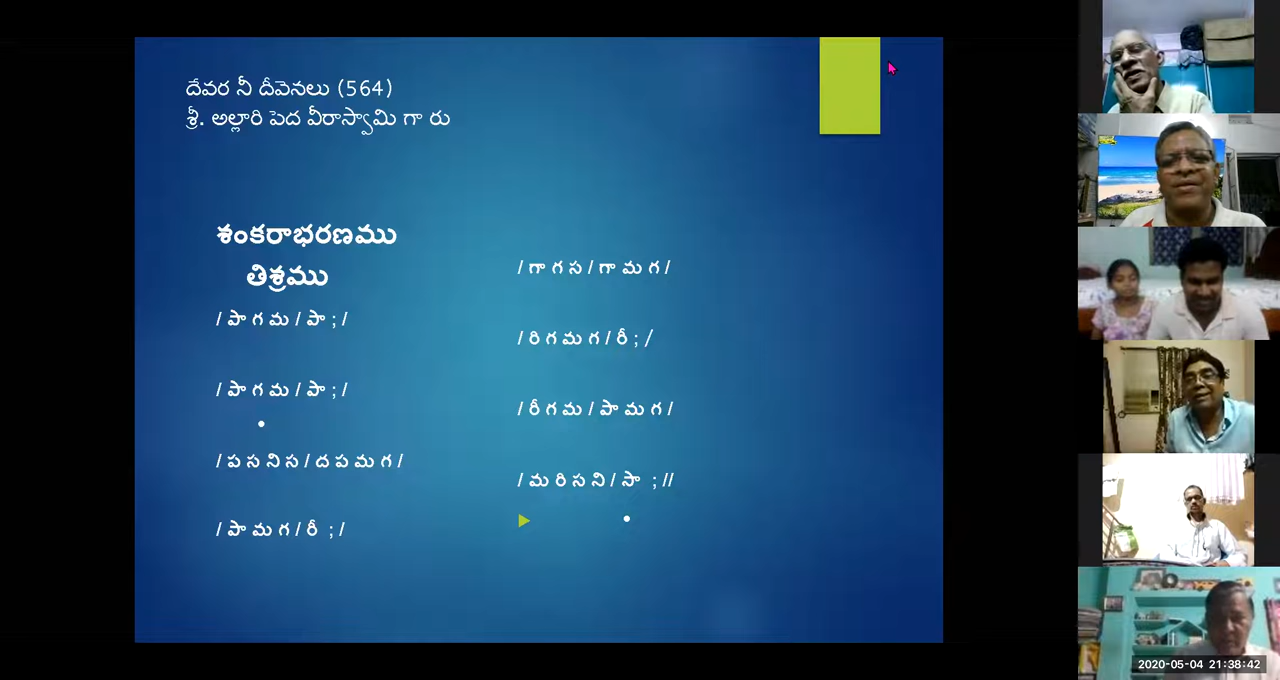 దేవర నీ దీవెనలు (564)
శ్రీ. అల్లారి పెద వీరాస్వామి గా రు
శంకరాభరణము
తిశ్రము
/ పా గ మ / పా ; /
/ పా గ మ / పా ; /
/ ప స ని స / ద ప మ గ /
/ పా మ గ / రీ ; /
/ గా గ స / గా మ గ /
/ రి గ మ గ / రీ ; /
/ రీ గ మ / పా మ గ /
/ మ రి స ని / సా ; //
2020-05-04 21:38:42